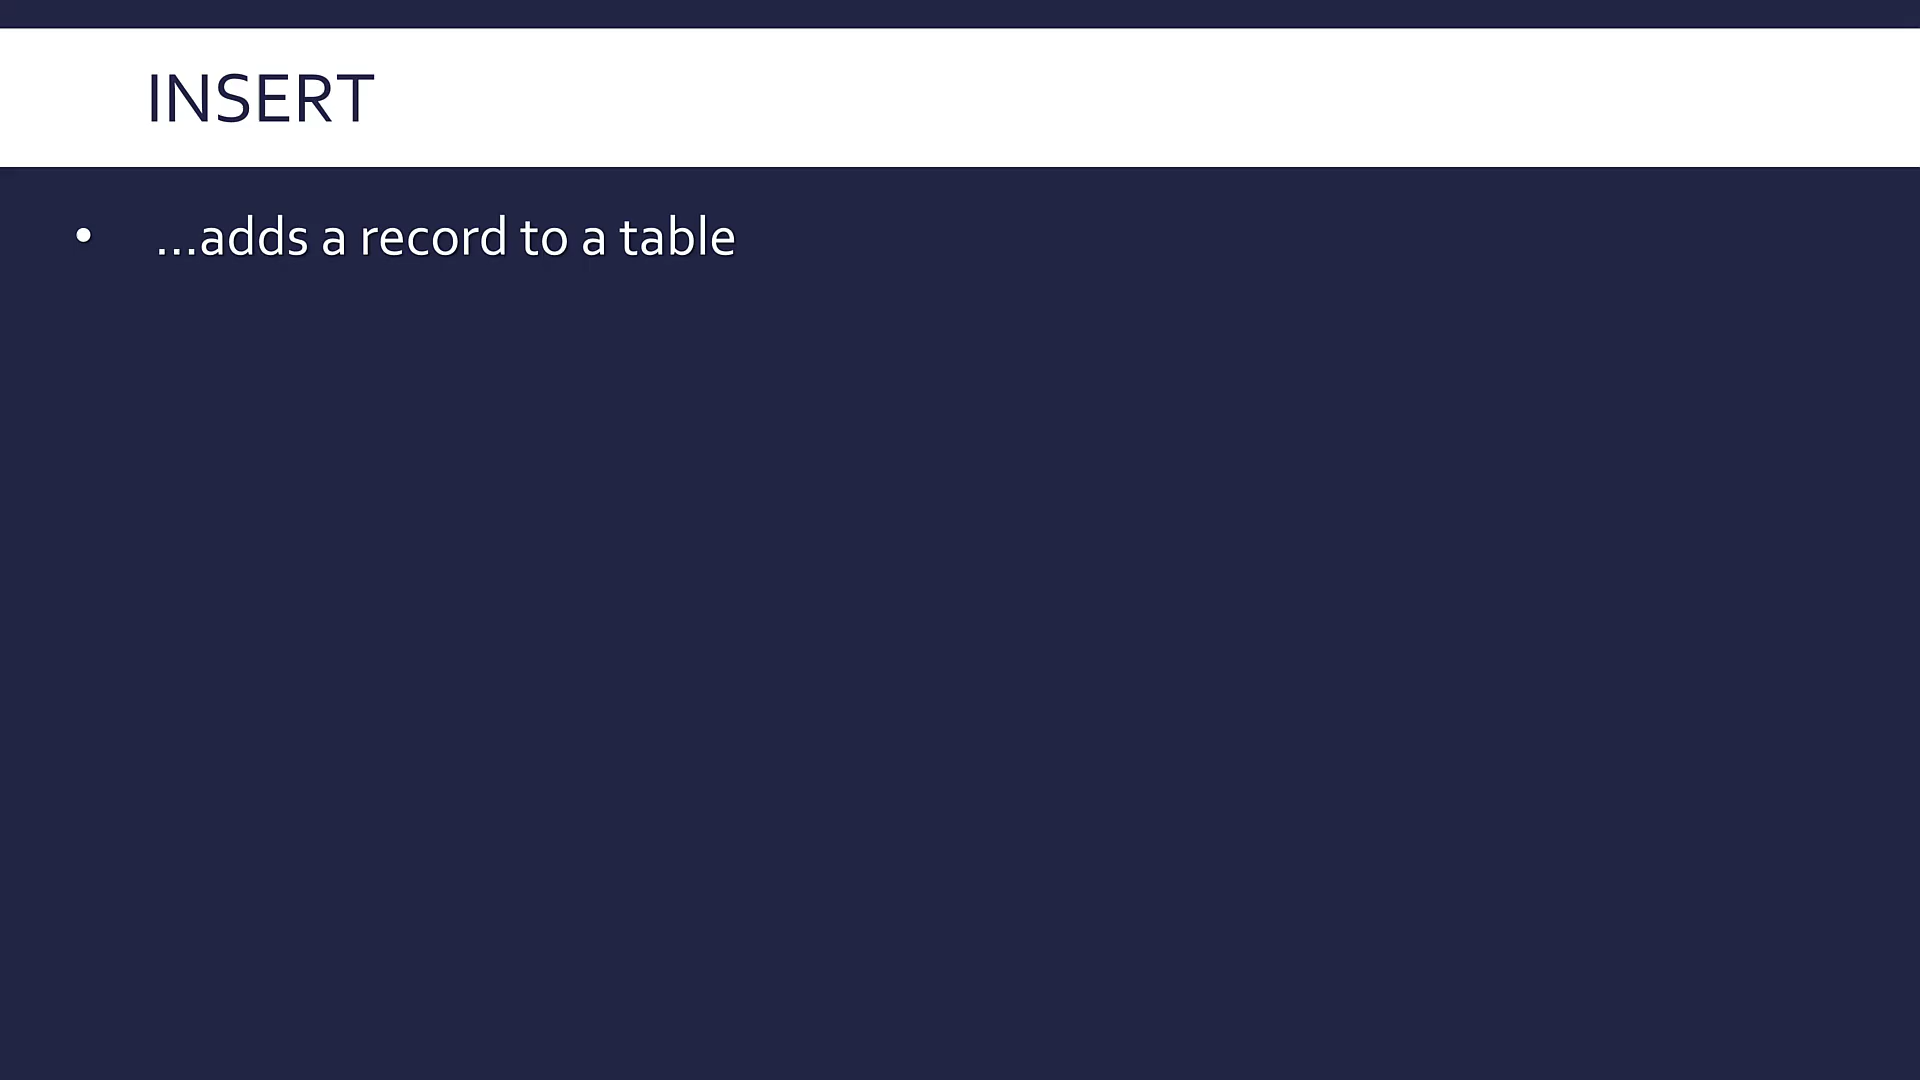 INSERT
• ...adds a record to a table